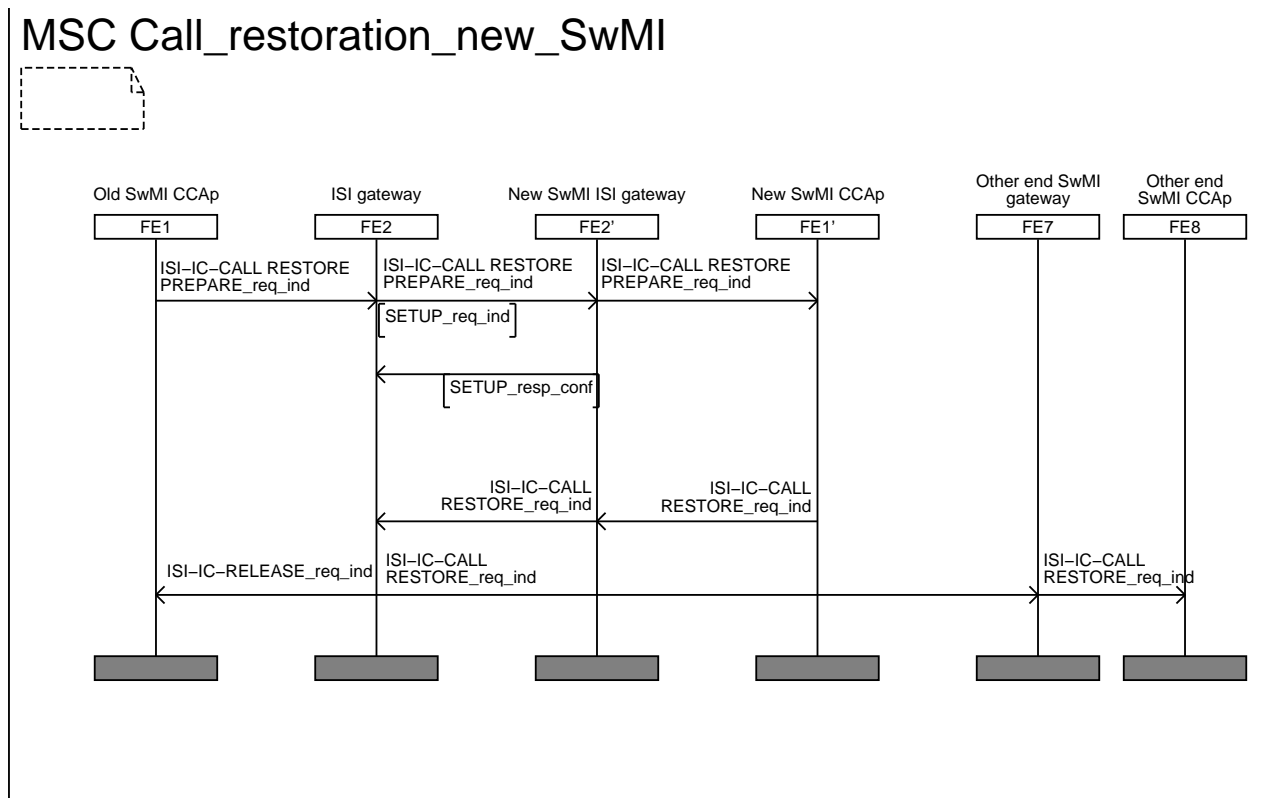 MSC Call_restoration_new_SwMI
Old SwMI CCAp
ISI gateway
New SwMI ISI gateway
New SwMI CCAp
Other end SwMI
gateway
Other end
SwMI CCAp
FE1
FE2
FE2'
FE1'
FE7
FE8
ISI–IC–CALL RESTORE
PREPARE_req_ind
ISI–IC–CALL RESTORE
PREPARE_req_ind
ISI–IC–CALL RESTORE
PREPARE_req_ind
SETUP_req_ind
SETUP_resp_conf
ISI–IC–CALL
RESTORE_req_ind
ISI–IC–CALL
RESTORE_req_ind
ISI–IC–RELEASE_req_ind
ISI–IC–CALL
RESTORE_req_ind
ISI–IC–CALL
RESTORE_req_ind